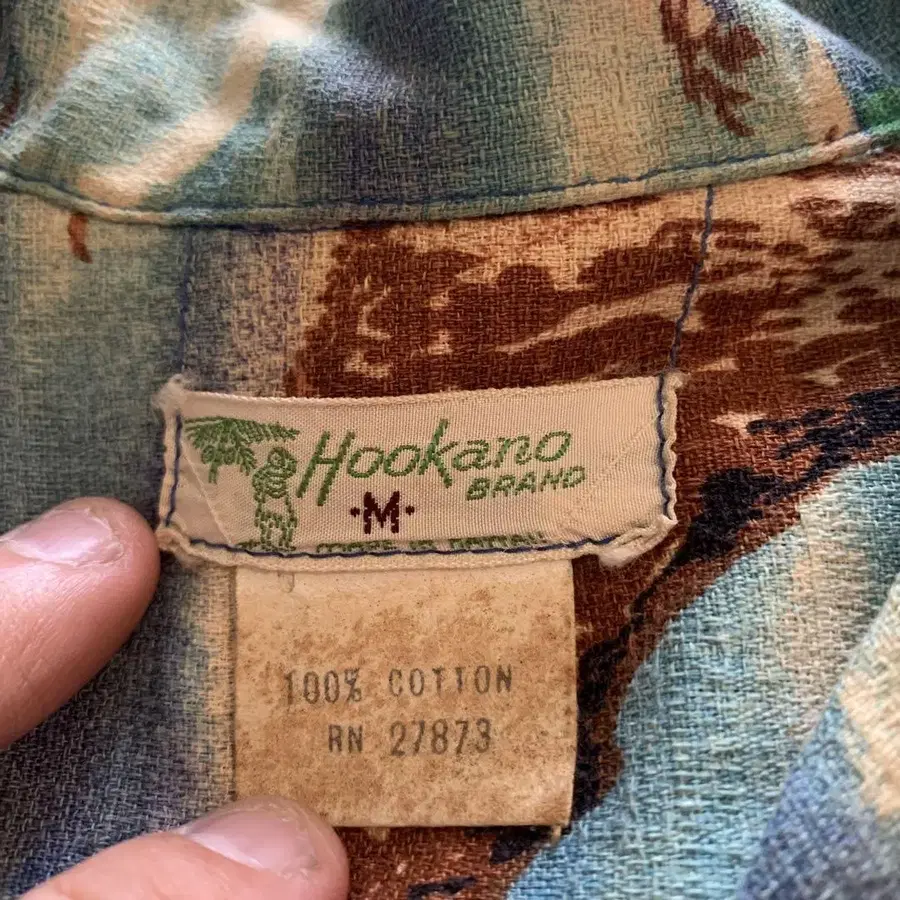 Hookano
BRAND
·M·
100% COTTON
RN 27873